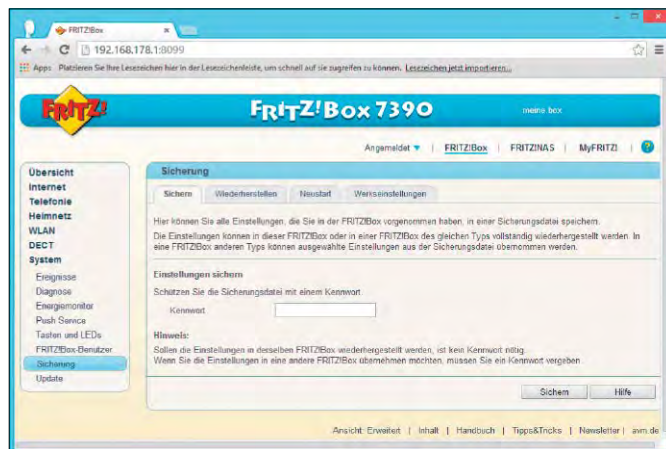 FRITZ!Box
192.168.178.1:8099
Apps Platzieren Sie Ihre Lesezeichen hier in der Lesezeichenleiste, um schnell auf sie zugreifen zu können. Lesezeichen jetzt importieren...
FRITZ!
FRITZ!Box 7390
meine box
Angemeldet | FRITZ!Box | FRITZ!NAS | MyFRITZ! | ?
Übersicht
Internet
Telefonie
Heimnetz
WLAN
DECT
System
Ereignisse
Diagnose
Energiemonitor
Push Service
Tasten und LEDs
FRITZ!Box-Benutzer
Sicherung
Update
Sicherung
Sichern Wiederherstellen Neustart Werkseinstellungen
Hier können Sie alle Einstellungen, die Sie in der FRITZ!Box vorgenommen haben, in einer Sicherungsdatei speichern.
Die Einstellungen können in dieser FRITZ!Box oder in einer FRITZ!Box des gleichen Typs vollständig wiederhergestellt werden. In
eine FRITZ!Box anderen Typs können ausgewählte Einstellungen aus der Sicherungsdatei übernommen werden.
Einstellungen sichern
Schützen Sie die Sicherungsdatei mit einem Kennwort.
Kennwort
Hinweis:
Sollen die Einstellungen in derselben FRITZ!Box wiederhergestellt werden, ist kein Kennwort nötig.
Wenn Sie die Einstellungen in eine andere FRITZ!Box übernehmen möchten, müssen Sie ein Kennwort vergeben.
Sichern Hilfe
Ansicht: Erweitert | Inhalt | Handbuch | Tipps&Tricks | Newsletter | avm.de